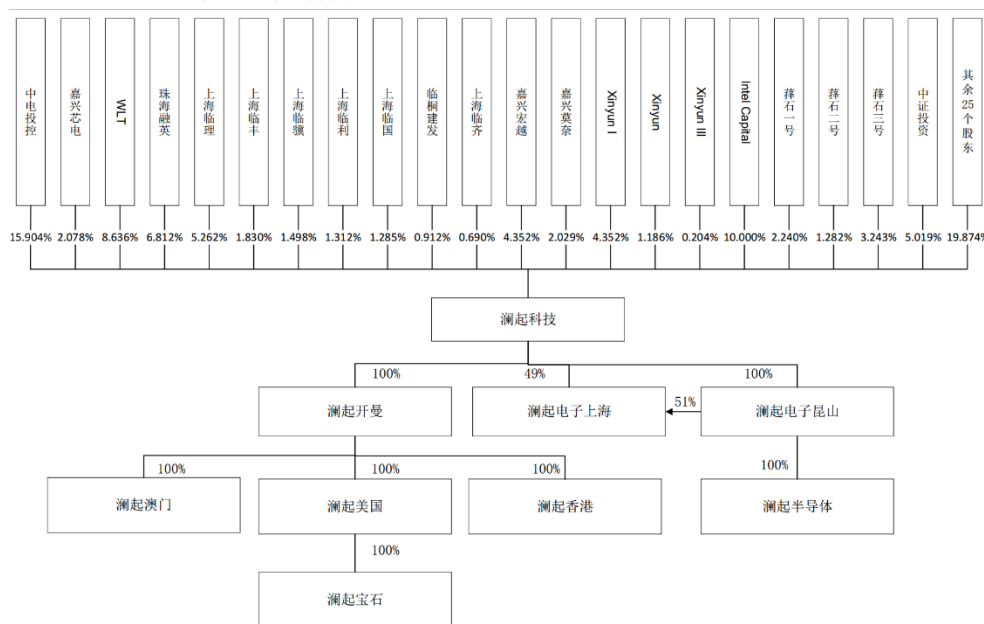 中电投控
嘉兴芯电
WLT
珠海融英
上海临理
上海临丰
上海临骥
上海临利
上海临国
临桐建发
上海临齐
嘉兴宏越
嘉兴莫奈
Xinyun I
Xinyun
Xinyun III
Intel Capital
萚石一号
萚石二号
萚石三号
中证投资
其余25个股东
15.904%
2.078%
8.636%
6.812%
5.262%
1.830%
1.498%
1.312%
1.285%
0.912%
0.690%
4.352%
2.029%
4.352%
1.186%
0.204%
10.000%
2.240%
1.282%
3.243%
5.019%
19.874%
澜起科技
100%
49%
100%
澜起开曼
澜起电子上海
51%
澜起电子昆山
100%
100%
100%
100%
澜起澳门
澜起美国
澜起香港
澜起半导体
100%
澜起宝石